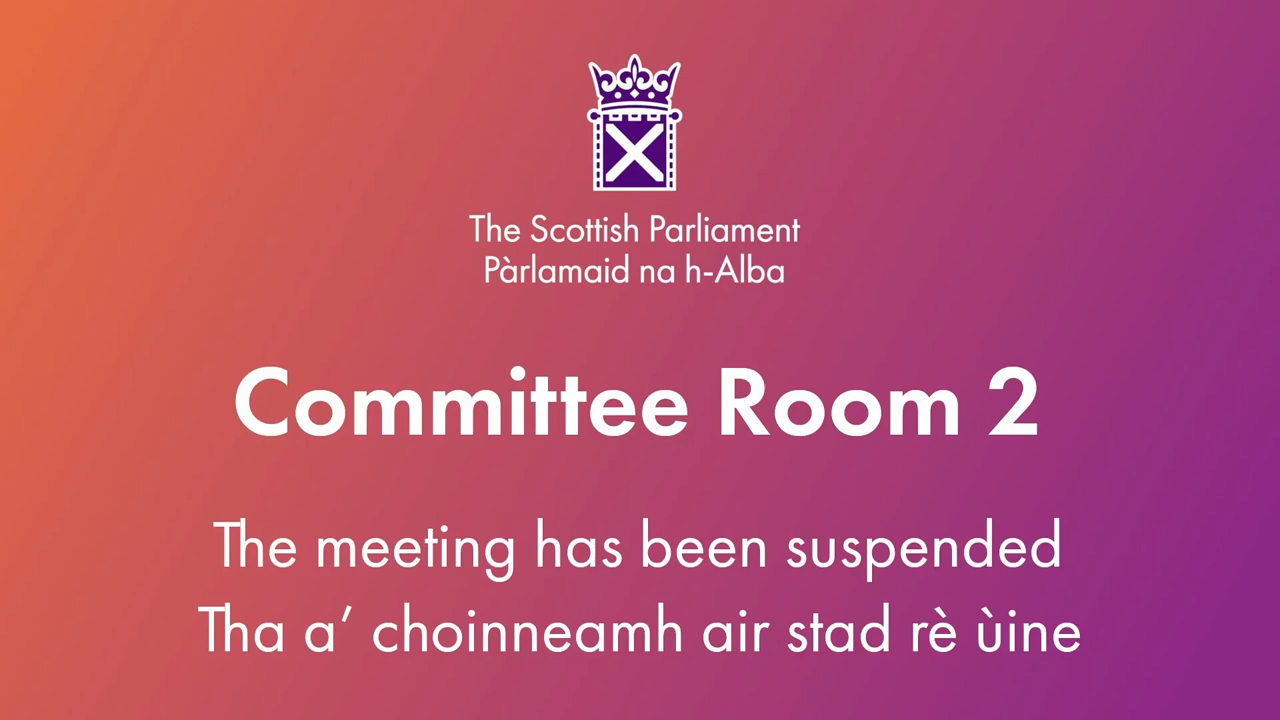 The Scottish Parliament
Pàrlamaid na h-Alba
Committee Room 2
The meeting has been suspended
Tha a’ choinneamh air stad rè ùine